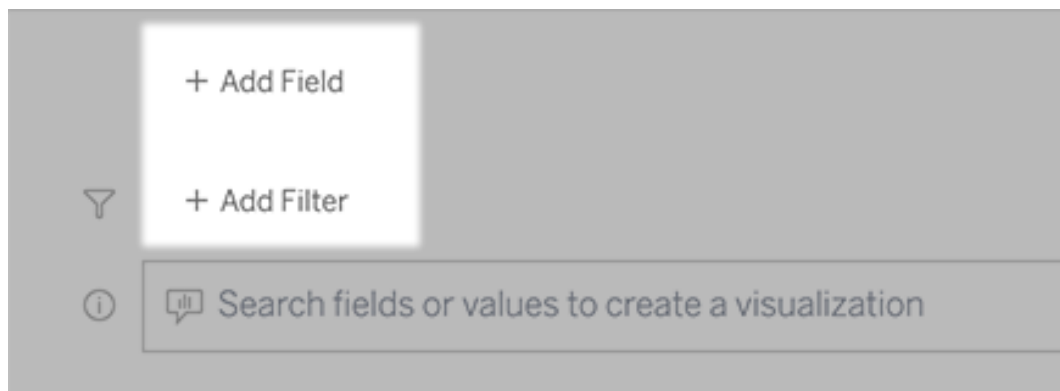 + Add Field
+ Add Filter
Search fields or values to create a visualization